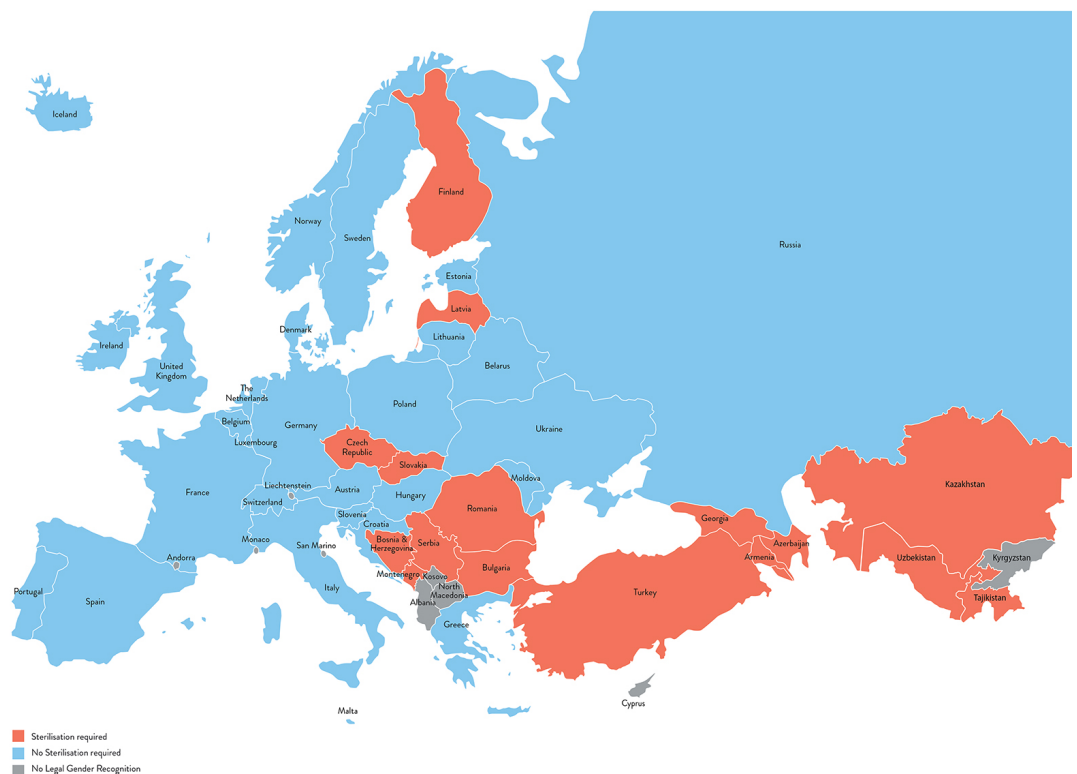 Iceland
Finland
Norway
Sweden
Russia
Estonia
Latvia
Denmark
Lithuania
Ireland
United
Kingdom
Belarus
The
Netherlands
Poland
Belgium
Germany
Ukraine
Luxembourg
Czech
Republic
Slovakia
Moldova
Kazakhstan
Liechtenstein
Austria
France
Switzerland
Hungary
Romania
Slovenia
Georgia
Croatia
Monaco
San Marino
Bosnia &
Herzegovina
Serbia
Azerbaijan
Armenia
Uzbekistan
Kyrgyzstan
Andorra
Bulgaria
Montenegro
Kosovo
North
Macedonia
Italy
Portugal
Spain
Albania
Turkey
Tajikistan
Greece
Cyprus
Malta
Sterilisation required
No Sterilisation required
No Legal Gender Recognition